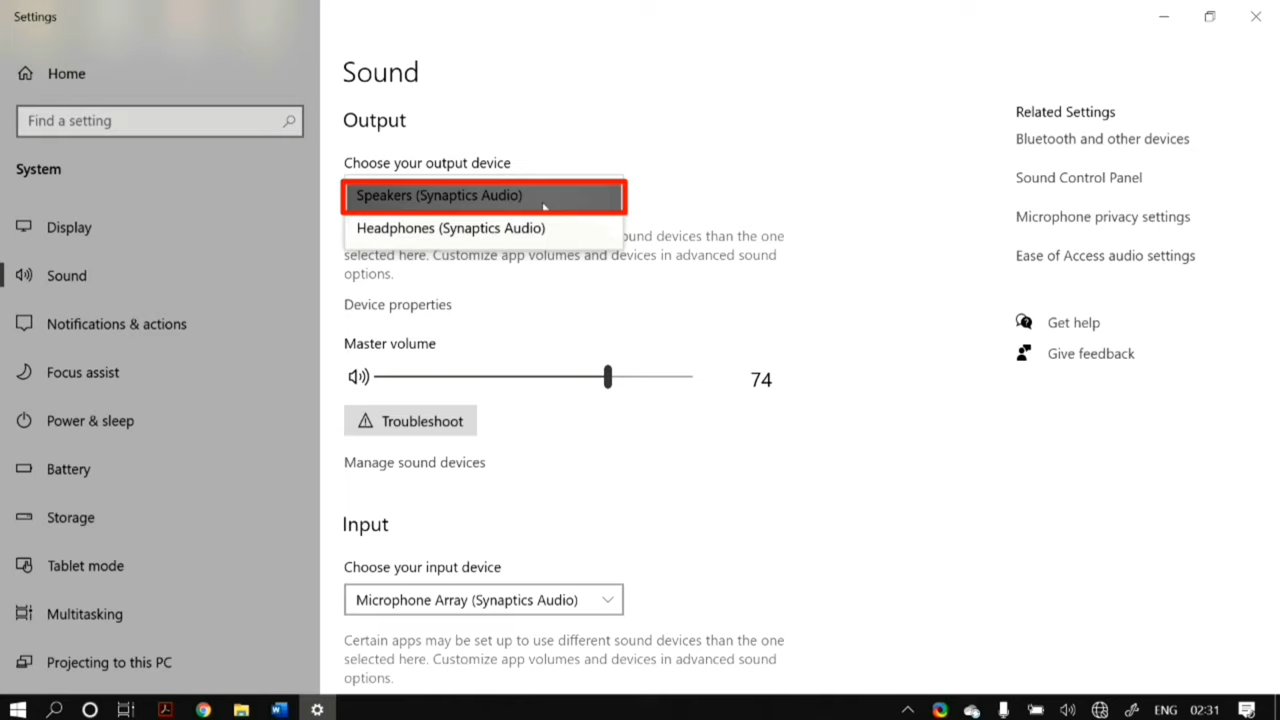 Settings
Home
Find a setting
System
Display
Sound
Notifications & actions
Focus assist
Power & sleep
Battery
Storage
Tablet mode
Multitasking
Projecting to this PC
Sound
Output
Choose your output device
Speakers (Synaptics Audio)
Headphones (Synaptics Audio)
ound devices than the one
selected here. Customize app volumes and devices in advanced sound
options.
Device properties
Master volume
74
Troubleshoot
Manage sound devices
Input
Choose your input device
Microphone Array (Synaptics Audio)
Certain apps may be set up to use different sound devices than the one
selected here. Customize app volumes and devices in advanced sound
options.
Related Settings
Bluetooth and other devices
Sound Control Panel
Microphone privacy settings
Ease of Access audio settings
Get help
Give feedback
ENG 02:31